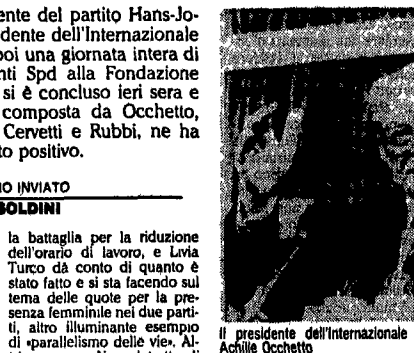 ente del partito Hans-Jo-
idente dell'Internazionale
poi una giornata intera di
nti Spd alla Fondazione
si è concluso ieri sera e
composta da Occhetto,
Cervetti e Rubbi, ne ha
to positivo.
IO INVIATO
SOLDINI
la battaglia per la riduzione
dell'orario di lavoro, e Livia
Turco dà conto di quanto è
stato fatto e si sta facendo sul
tema delle quote per la pre-
senza femminile nei due parti-
ti, altro illuminante esempio
di «parallelismo delle vie». Al-
Il presidente dell'Internazionale
Achille Occhetto